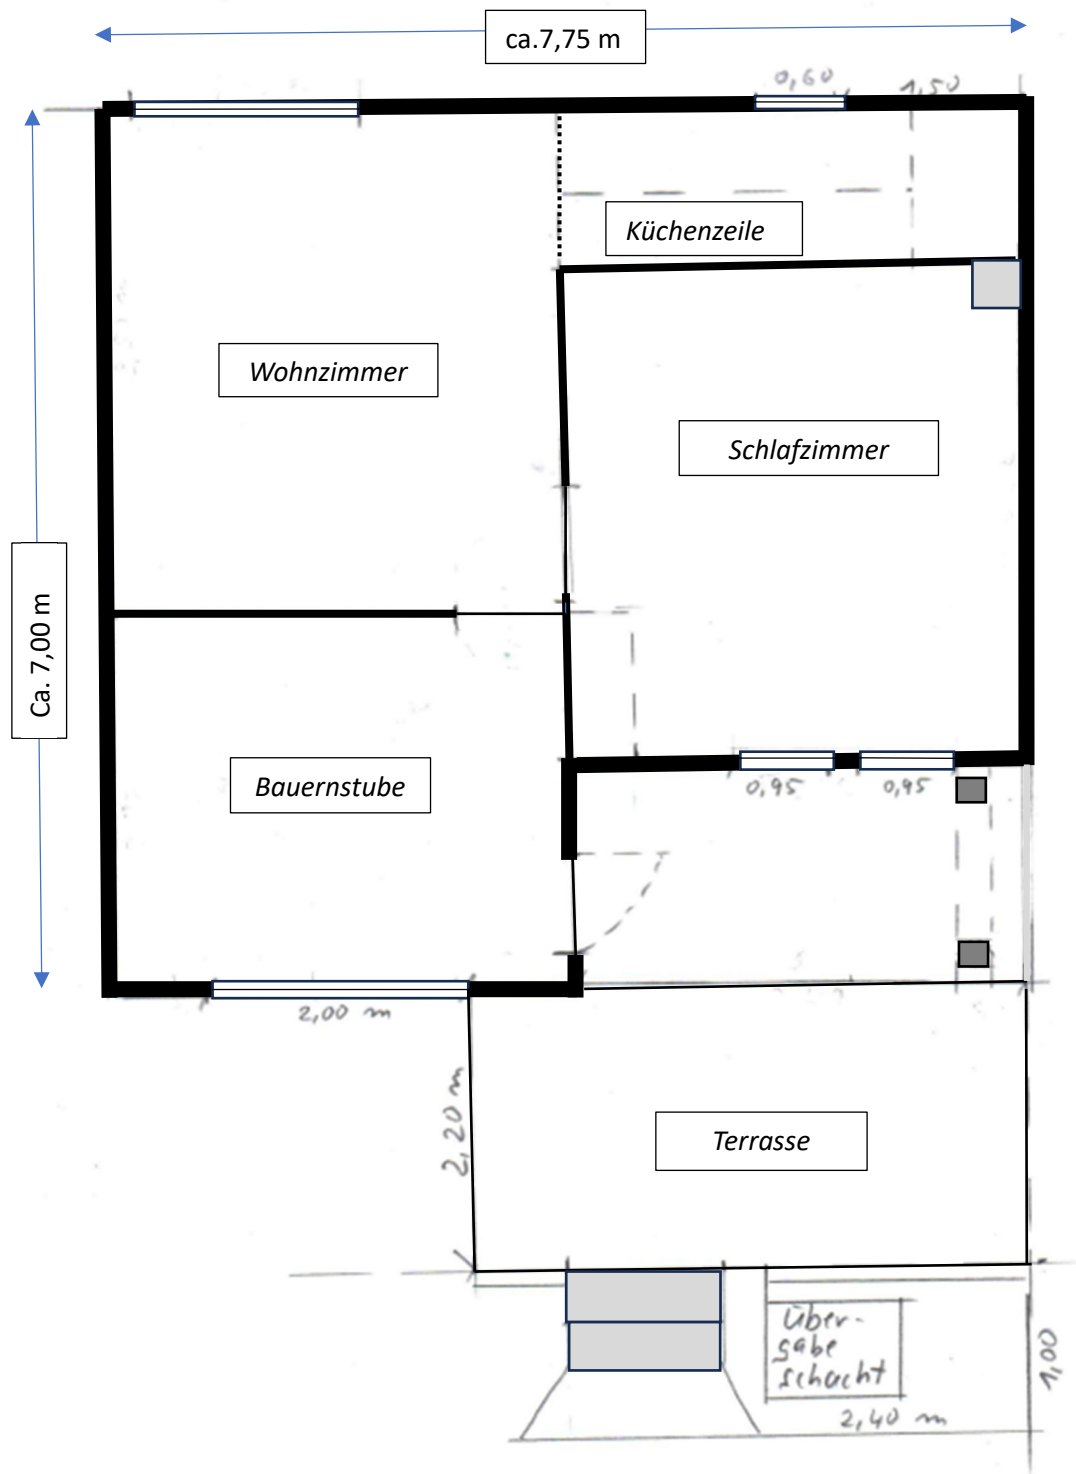 ca.7,75 m
0,60
1,50
Küchenzeile
Wohnzimmer
Schlafzimmer
Ca. 7,00 m
Bauernstube
0,95
0,95
2,00 m
2,20 m
Terrasse
Über-
gabe
schacht
1,00
2,40 m